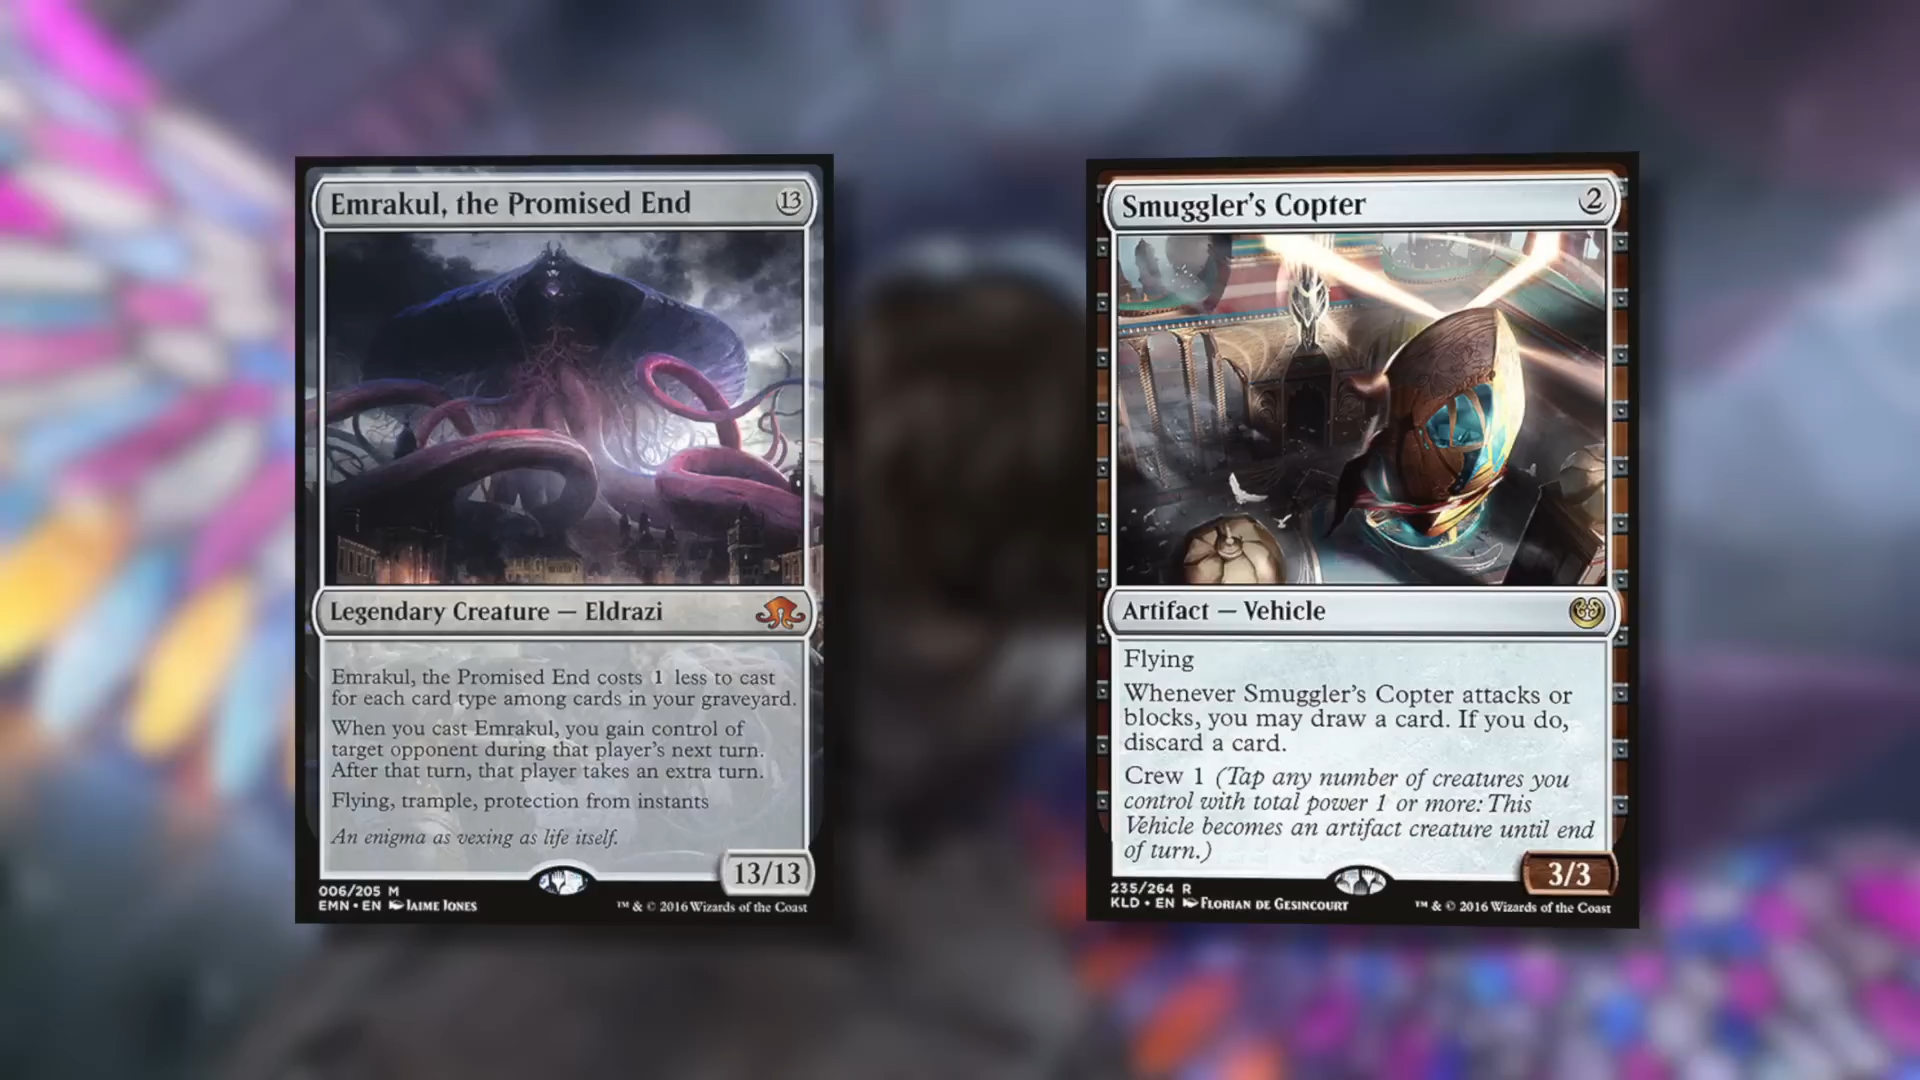 Emrakul, the Promised End 13
Legendary Creature — Eldrazi
Emrakul, the Promised End costs 1 less to cast
for each card type among cards in your graveyard.
When you cast Emrakul, you gain control of
target opponent during that player's next turn.
After that turn, that player takes an extra turn.
Flying, trample, protection from instants
An enigma as vexing as life itself.
13/13
006/205 M
EMN • EN JAIME JONES
™ & © 2016 Wizards of the Coast
Smuggler's Copter 2
Artifact — Vehicle
Flying
Whenever Smuggler's Copter attacks or
blocks, you may draw a card. If you do,
discard a card.
Crew 1 (Tap any number of creatures you
control with total power 1 or more: This
Vehicle becomes an artifact creature until end
of turn.)
3/3
235/264 R
KLD • EN FLORIAN DE GESINCOURT
™ & © 2016 Wizards of the Coast